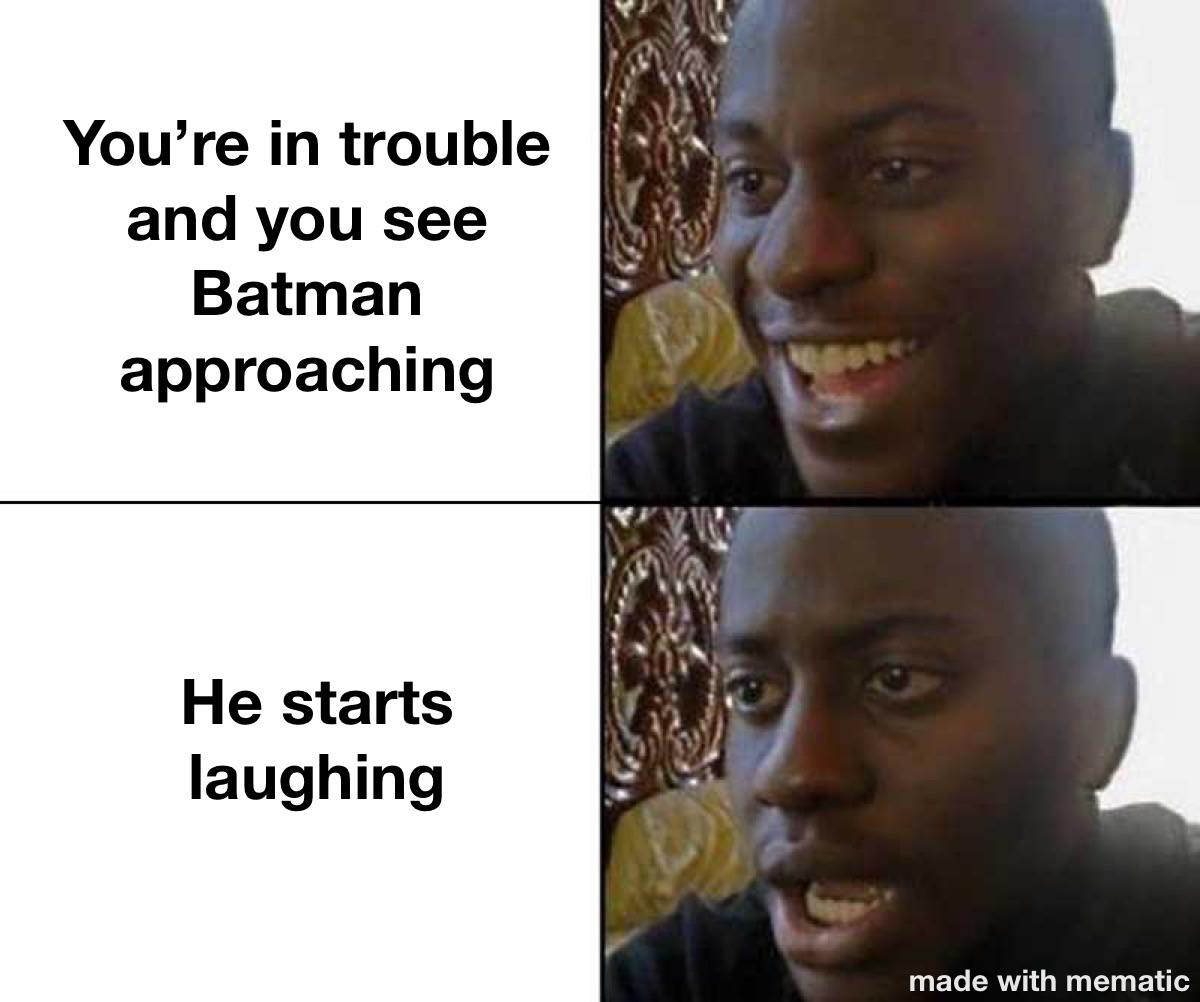 You’re in trouble
and you see
Batman
approaching
He starts
laughing
made with mematic